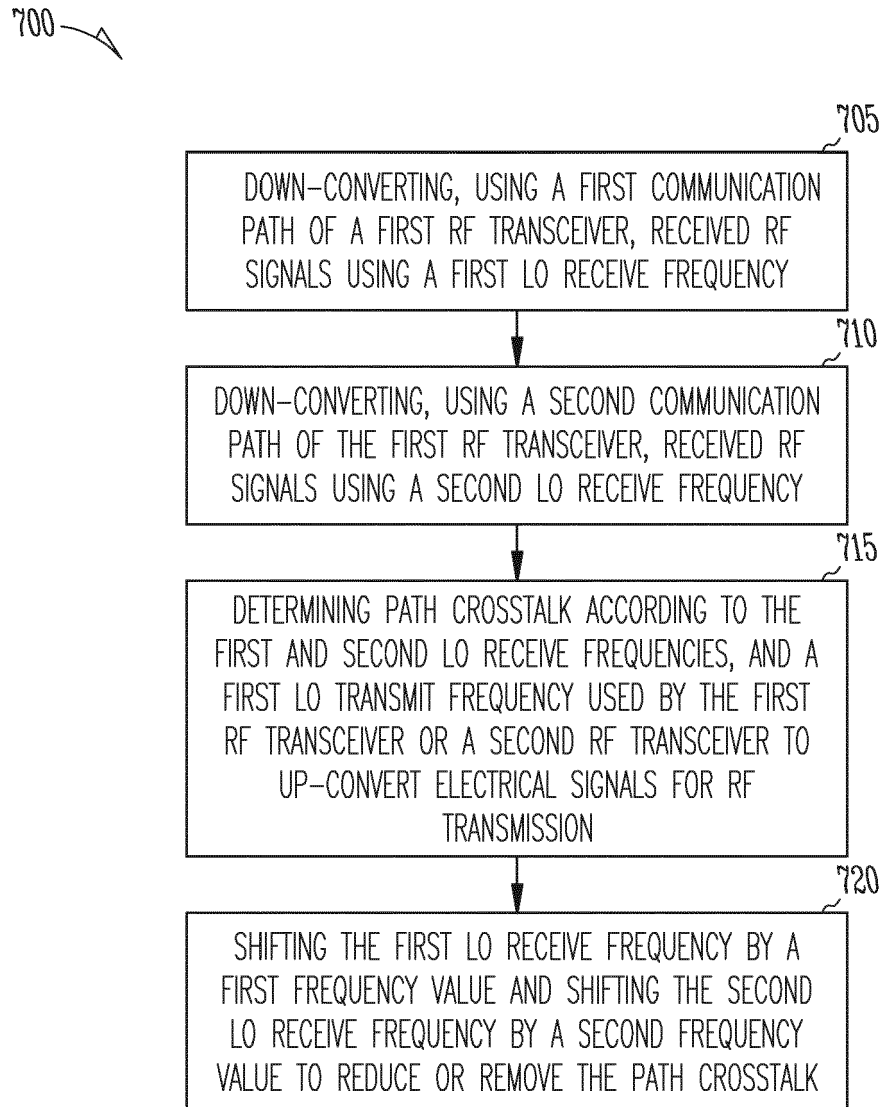 700
705
DOWN-CONVERTING, USING A FIRST COMMUNICATION
PATH OF A FIRST RF TRANSCEIVER, RECEIVED RF
SIGNALS USING A FIRST LO RECEIVE FREQUENCY
710
DOWN-CONVERTING, USING A SECOND COMMUNICATION
PATH OF THE FIRST RF TRANSCEIVER, RECEIVED RF
SIGNALS USING A SECOND LO RECEIVE FREQUENCY
715
DETERMINING PATH CROSSTALK ACCORDING TO THE
FIRST AND SECOND LO RECEIVE FREQUENCIES, AND A
FIRST LO TRANSMIT FREQUENCY USED BY THE FIRST
RF TRANSCEIVER OR A SECOND RF TRANSCEIVER TO
UP-CONVERT ELECTRICAL SIGNALS FOR RF
TRANSMISSION
720
SHIFTING THE FIRST LO RECEIVE FREQUENCY BY A
FIRST FREQUENCY VALUE AND SHIFTING THE SECOND
LO RECEIVE FREQUENCY BY A SECOND FREQUENCY
VALUE TO REDUCE OR REMOVE THE PATH CROSSTALK